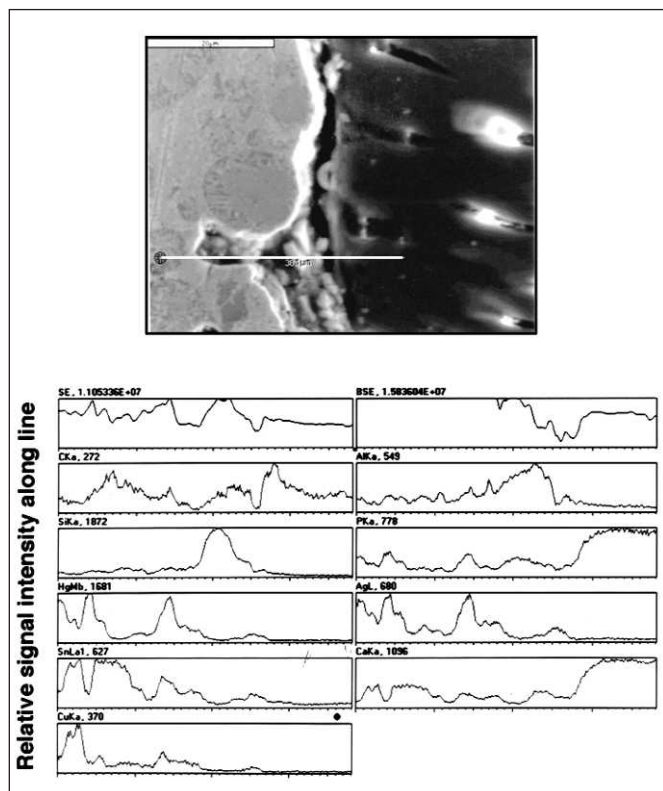 20µm
Relative signal intensity along line
SE, 1.105336E+07
BSE, 1.583604E+07
CKa, 272
AlKa, 549
SiKa, 1872
PKa, 778
HgMb, 1681
AgL, 680
SnLa1, 627
CaKa, 1096
CuKa, 370